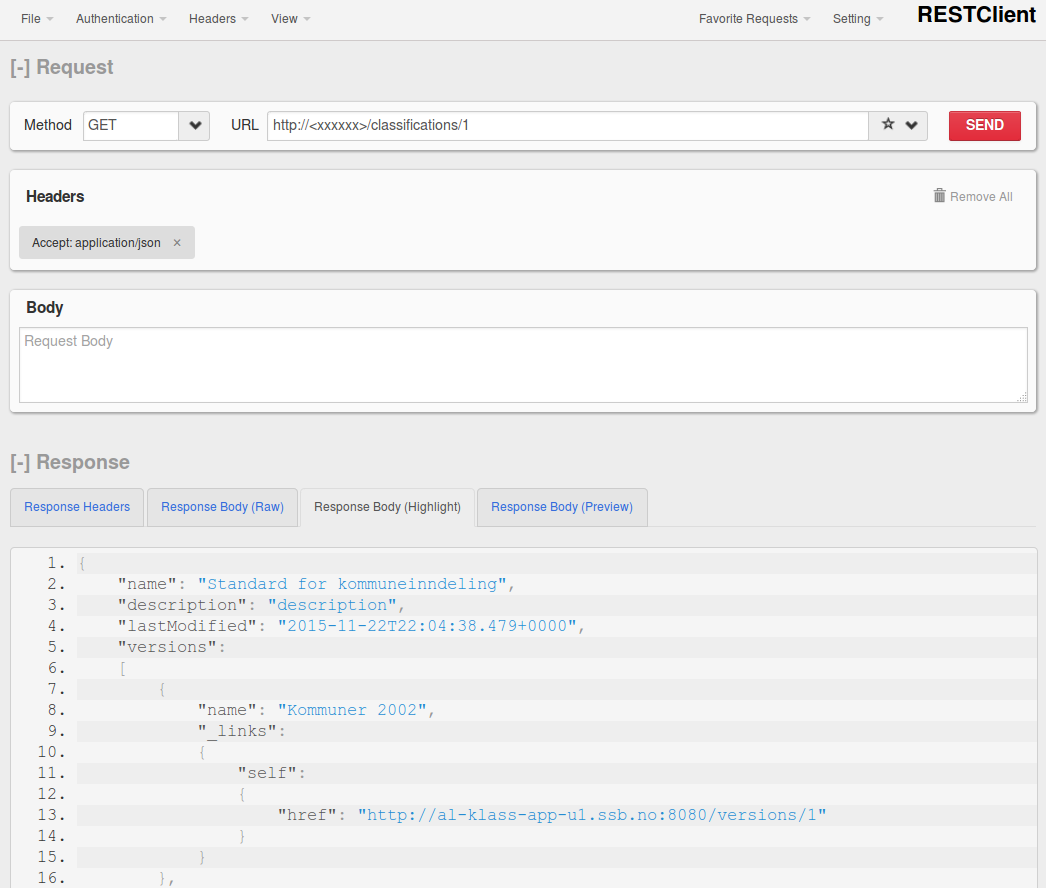 File Authentication Headers View Favorite Requests Setting RESTClient
[-] Request
Method GET URL http://<xxxxxx>/classifications/1 SEND
Headers Remove All
Accept: application/json ×
Body
Request Body
[-] Response
Response Headers Response Body (Raw) Response Body (Highlight) Response Body (Preview)
1. {
2. "name": "Standard for kommuneinndeling",
3. "description": "description",
4. "lastModified": "2015-11-22T22:04:38.479+0000",
5. "versions":
6. [
7. {
8. "name": "Kommuner 2002",
9. "_links":
10. {
11. "self":
12. {
13. "href": "http://al-klass-app-u1.ssb.no:8080/versions/1"
14. }
15. }
16. },